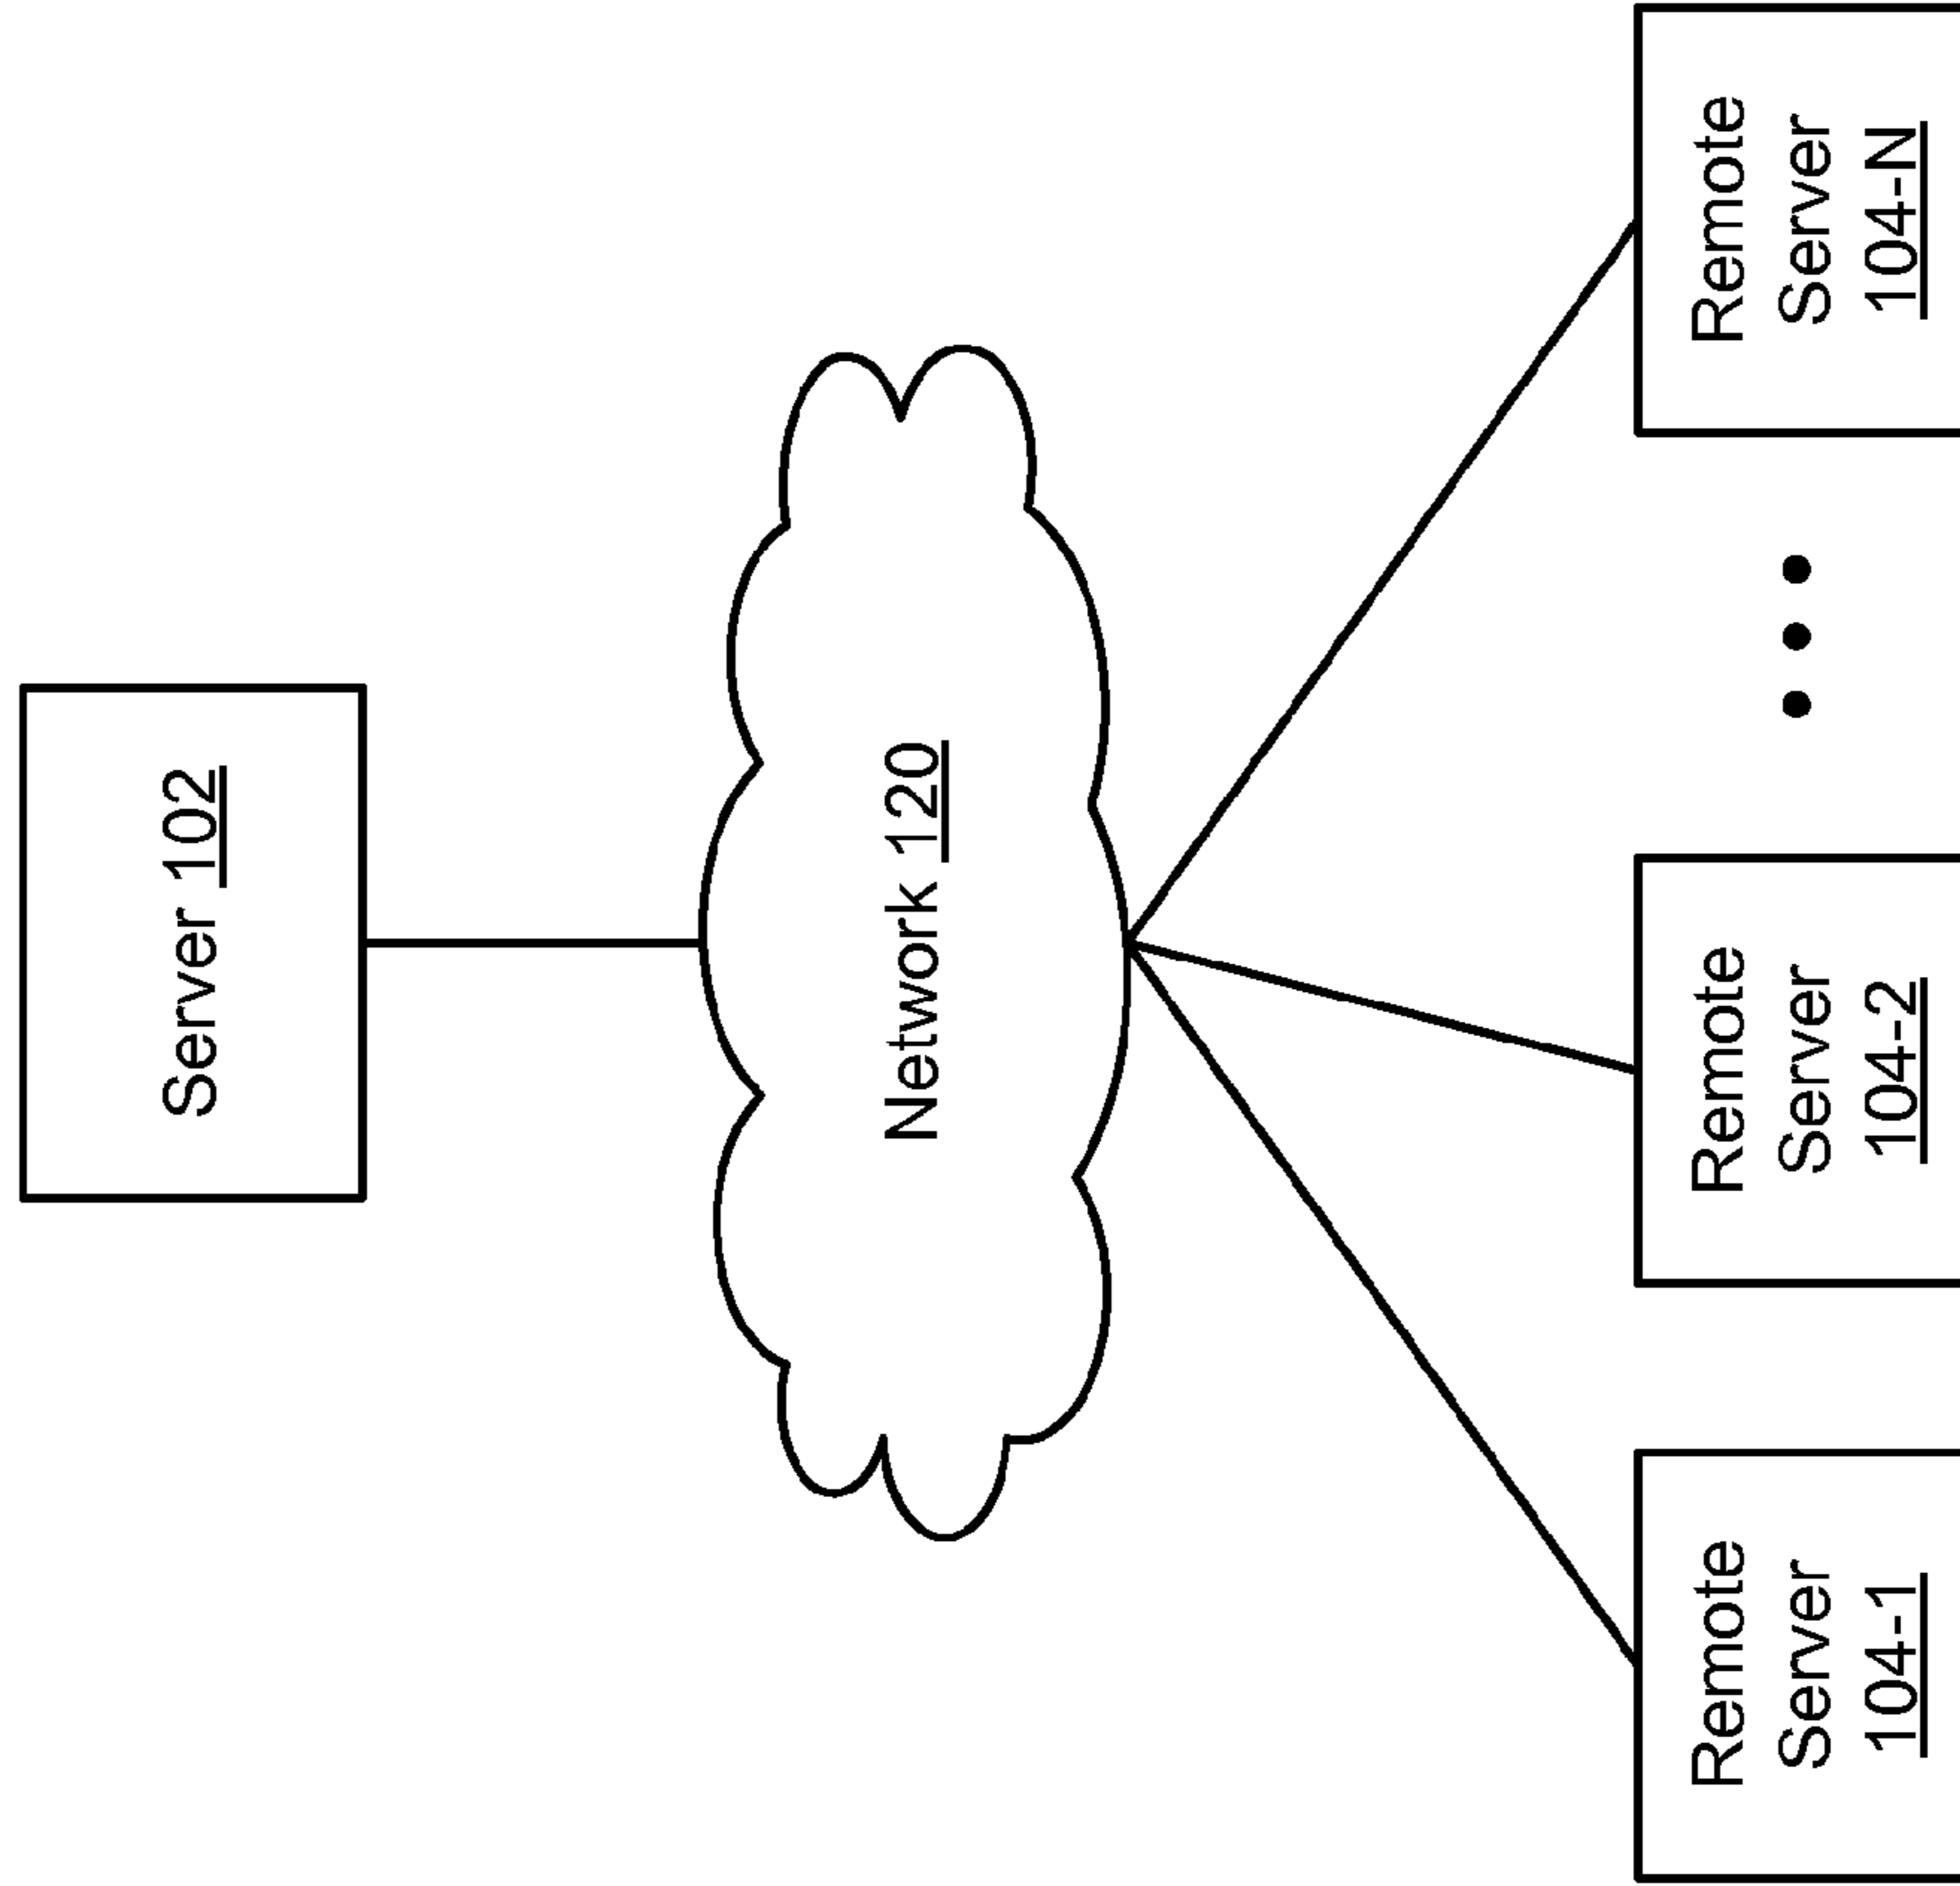 Server 102
Network 120
Remote
Server
104-1
Remote
Server
104-2
Remote
Server
104-N